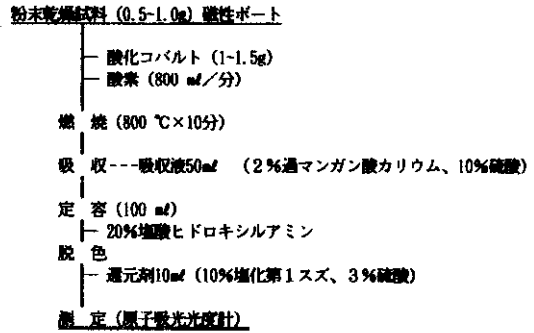 粉末乾燥試料 (0.5~1.0g) 磁性ボート
酸化コバルト (1~1.5g)
酸素 (800 ㎖/分)
燃 焼 (800 ℃×10分)
吸 収---吸収液50㎖ (2%過マンガン酸カリウム、10%硫酸)
定 容 (100 ㎖)
20%塩酸ヒドロキシルアミン
脱 色
還元剤10㎖ (10%塩化第1スズ、3%硫酸)
測 定 (原子吸光光度計)